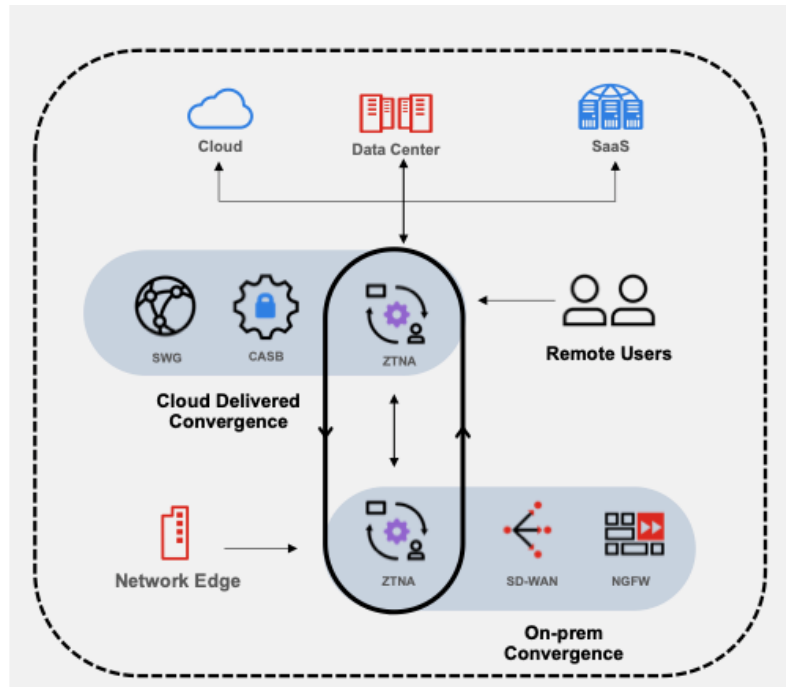 Cloud
Data Center
SaaS
SWG
CASB
ZTNA
Remote Users
Cloud Delivered
Convergence
Network Edge
ZTNA
SD-WAN
NGFW
On-prem
Convergence